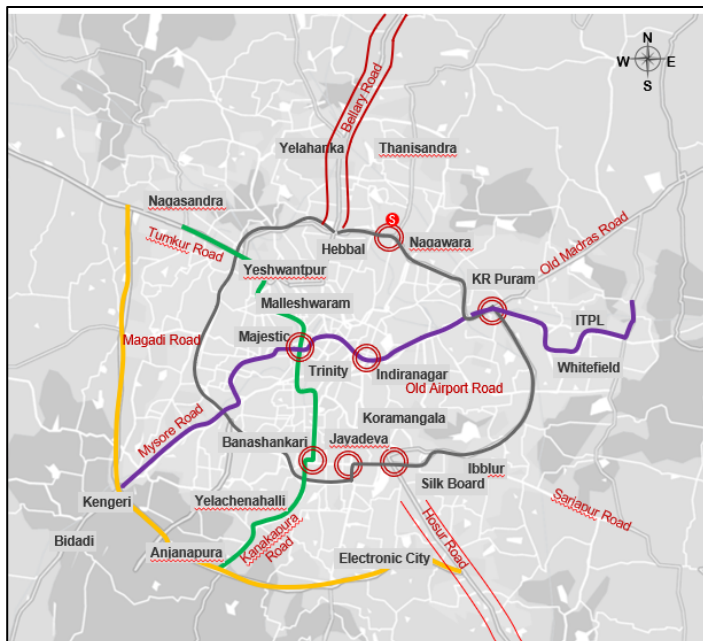 N
W E
S
Bellary Road
Yelahanka
Thanisandra
Nagasandra
S
Tumkur Road
Hebbal
Nagawara
Old Madras Road
Yeshwantpur
KR Puram
Malleshwaram
ITPL
Magadi Road
Majestic
Trinity
Indiranagar
Whitefield
Old Airport Road
Mysore Road
Koramangala
Banashankari
Jayadeva
Ibblur
Silk Board
Kengeri
Yelachenahalli
Sarjapur Road
Hosur Road
Kanakapura
Road
Bidadi
Anjanapura
Electronic City